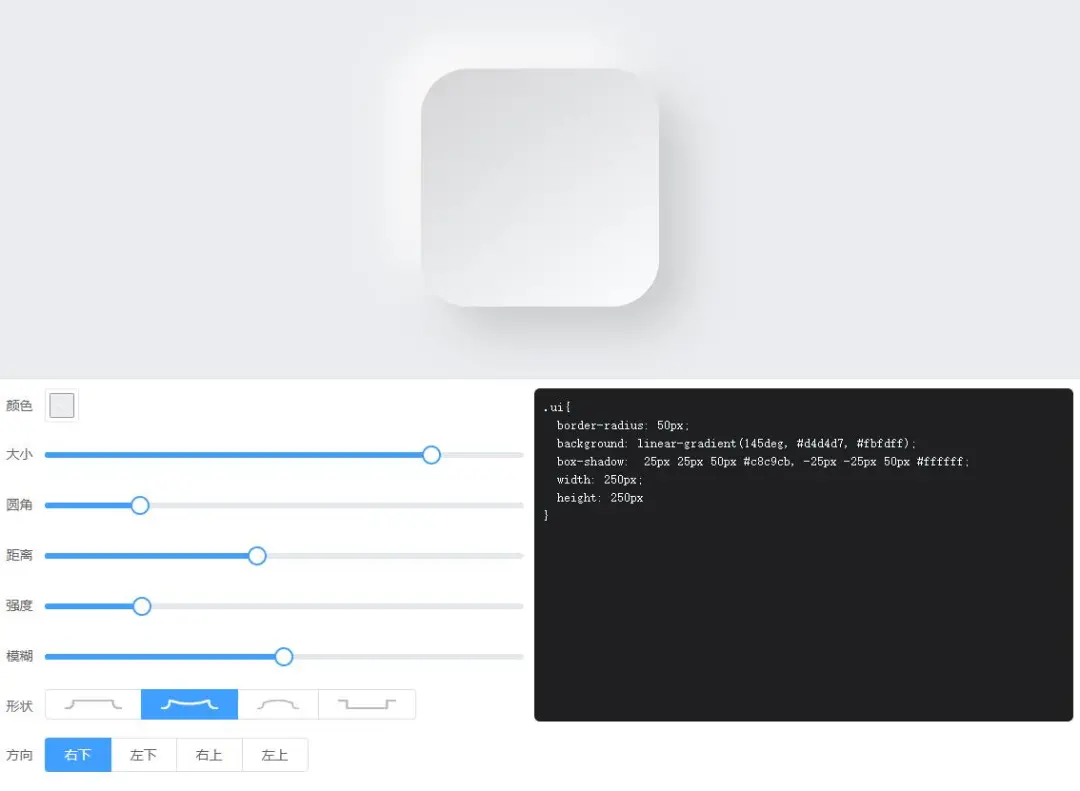 颜色
大小
圆角
距离
强度
模糊
形状
方向
右下
左下
右上
左上
.ui{
border-radius: 50px;
background: linear-gradient(145deg, #d4d4d7, #fbfdff);
box-shadow:  25px 25px 50px #c8c9cb, -25px -25px 50px #ffffff;
width: 250px;
height: 250px
}